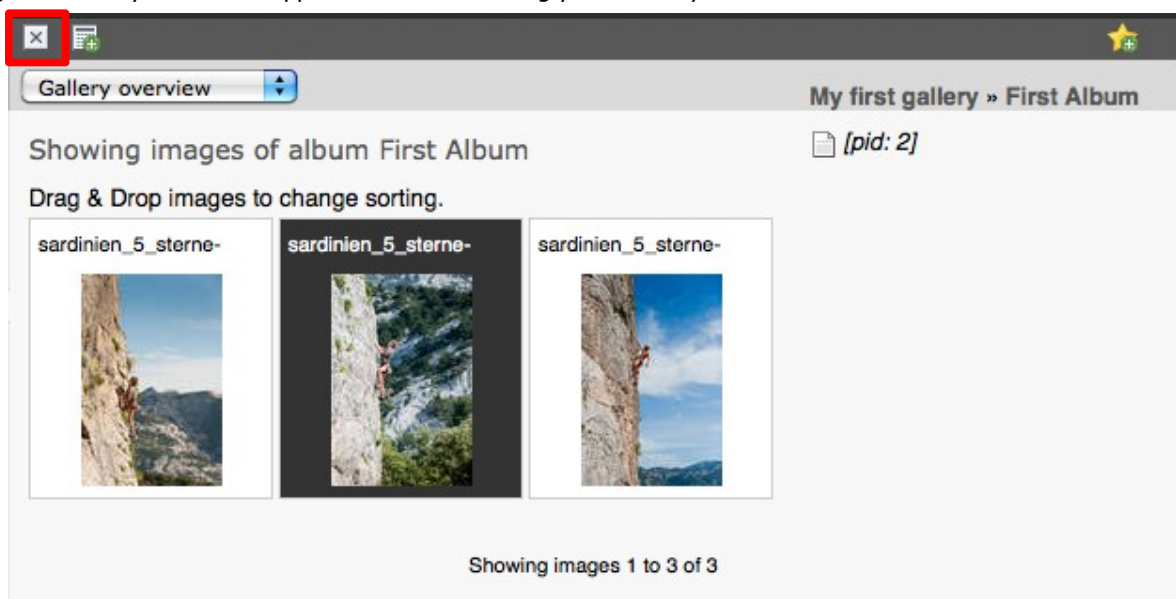 Gallery overview
My first gallery » First Album
[pid: 2]
Showing images of album First Album
Drag & Drop images to change sorting.
sardinien_5_sterne-
sardinien_5_sterne-
sardinien_5_sterne-
Showing images 1 to 3 of 3